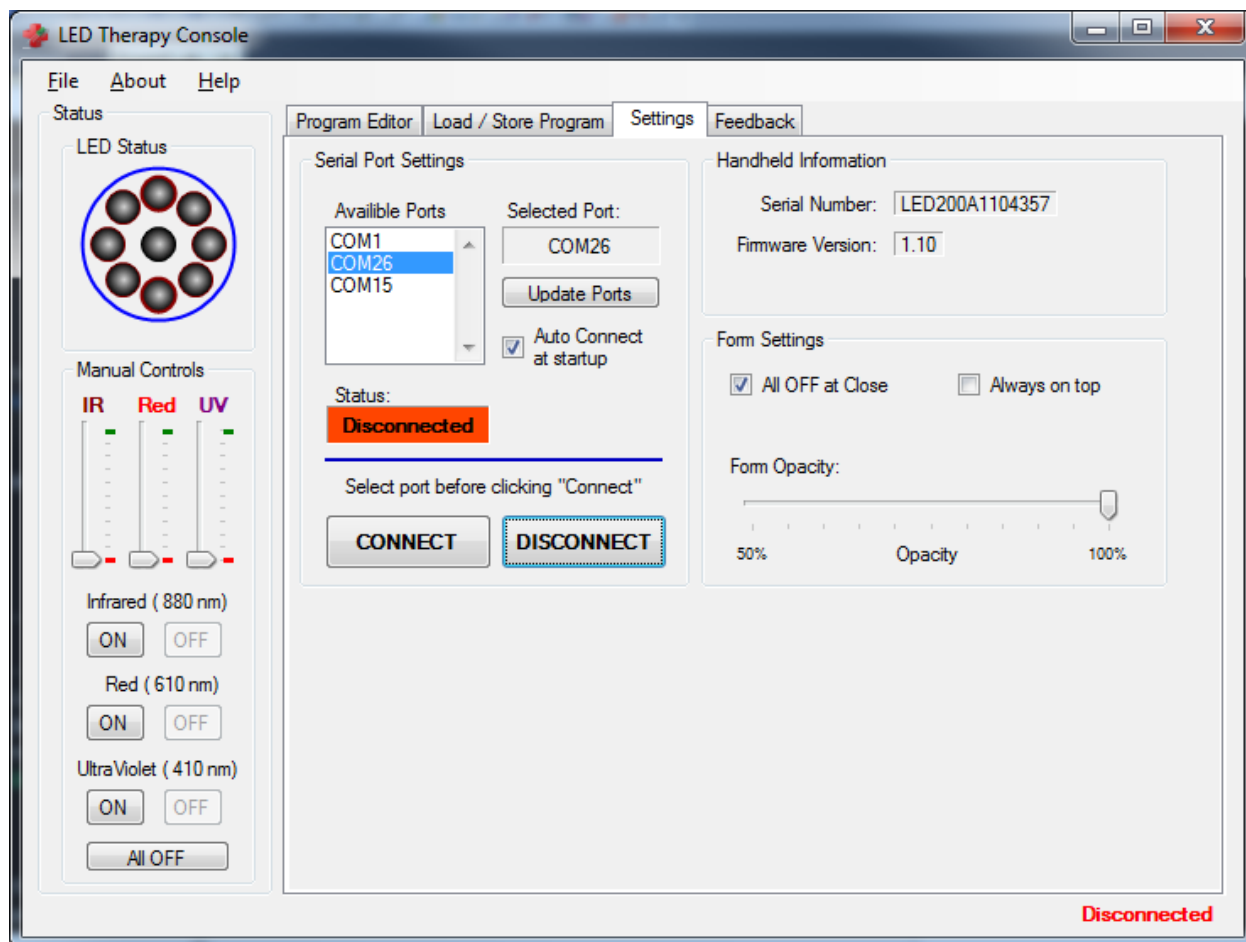 LED Therapy Console
File About Help
Status
LED Status
Manual Controls
IR Red UV
Infrared ( 880 nm)
ON OFF
Red ( 610 nm)
ON OFF
UltraViolet ( 410 nm)
ON OFF
All OFF
Program Editor Load / Store Program Settings Feedback
Serial Port Settings
Availible Ports
COM1
COM26
COM15
Selected Port:
COM26
Update Ports
Auto Connect
at startup
Status:
Disconnected
Select port before clicking "Connect"
CONNECT DISCONNECT
Handheld Information
Serial Number: LED200A1104357
Firmware Version: 1.10
Form Settings
All OFF at Close Always on top
Form Opacity:
50% Opacity 100%
Disconnected